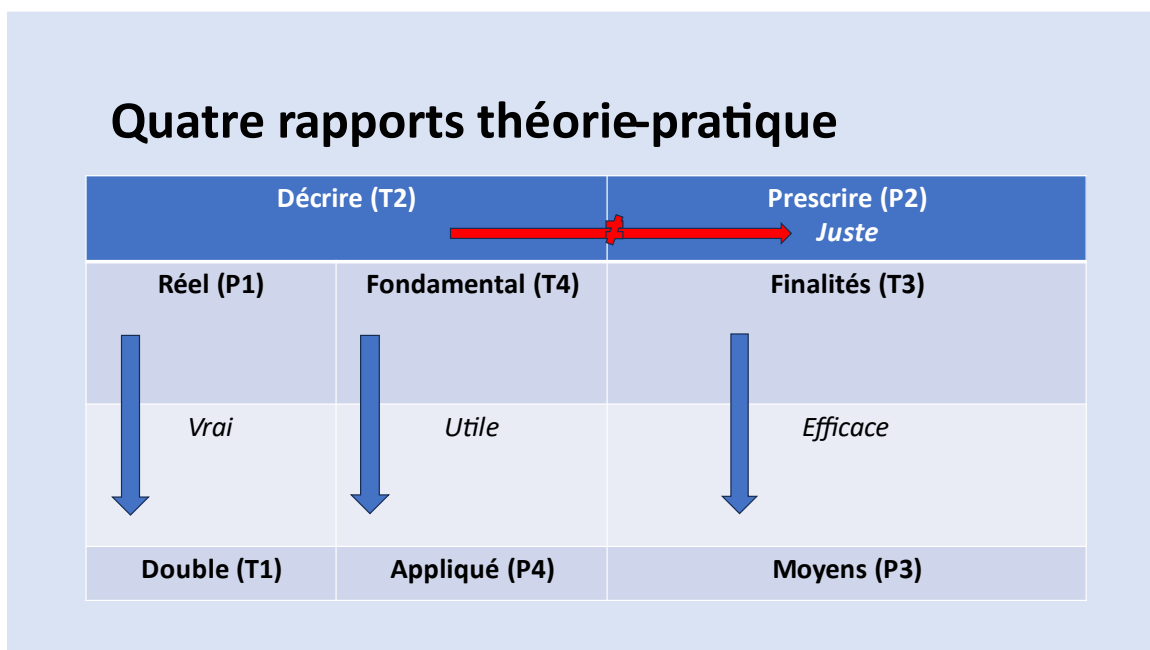 Quatre rapports théorie-pratique
Décrire (T2)
Prescrire (P2)
Juste
≠
Réel (P1)
Fondamental (T4)
Finalités (T3)
Vrai
Utile
Efficace
Double (T1)
Appliqué (P4)
Moyens (P3)